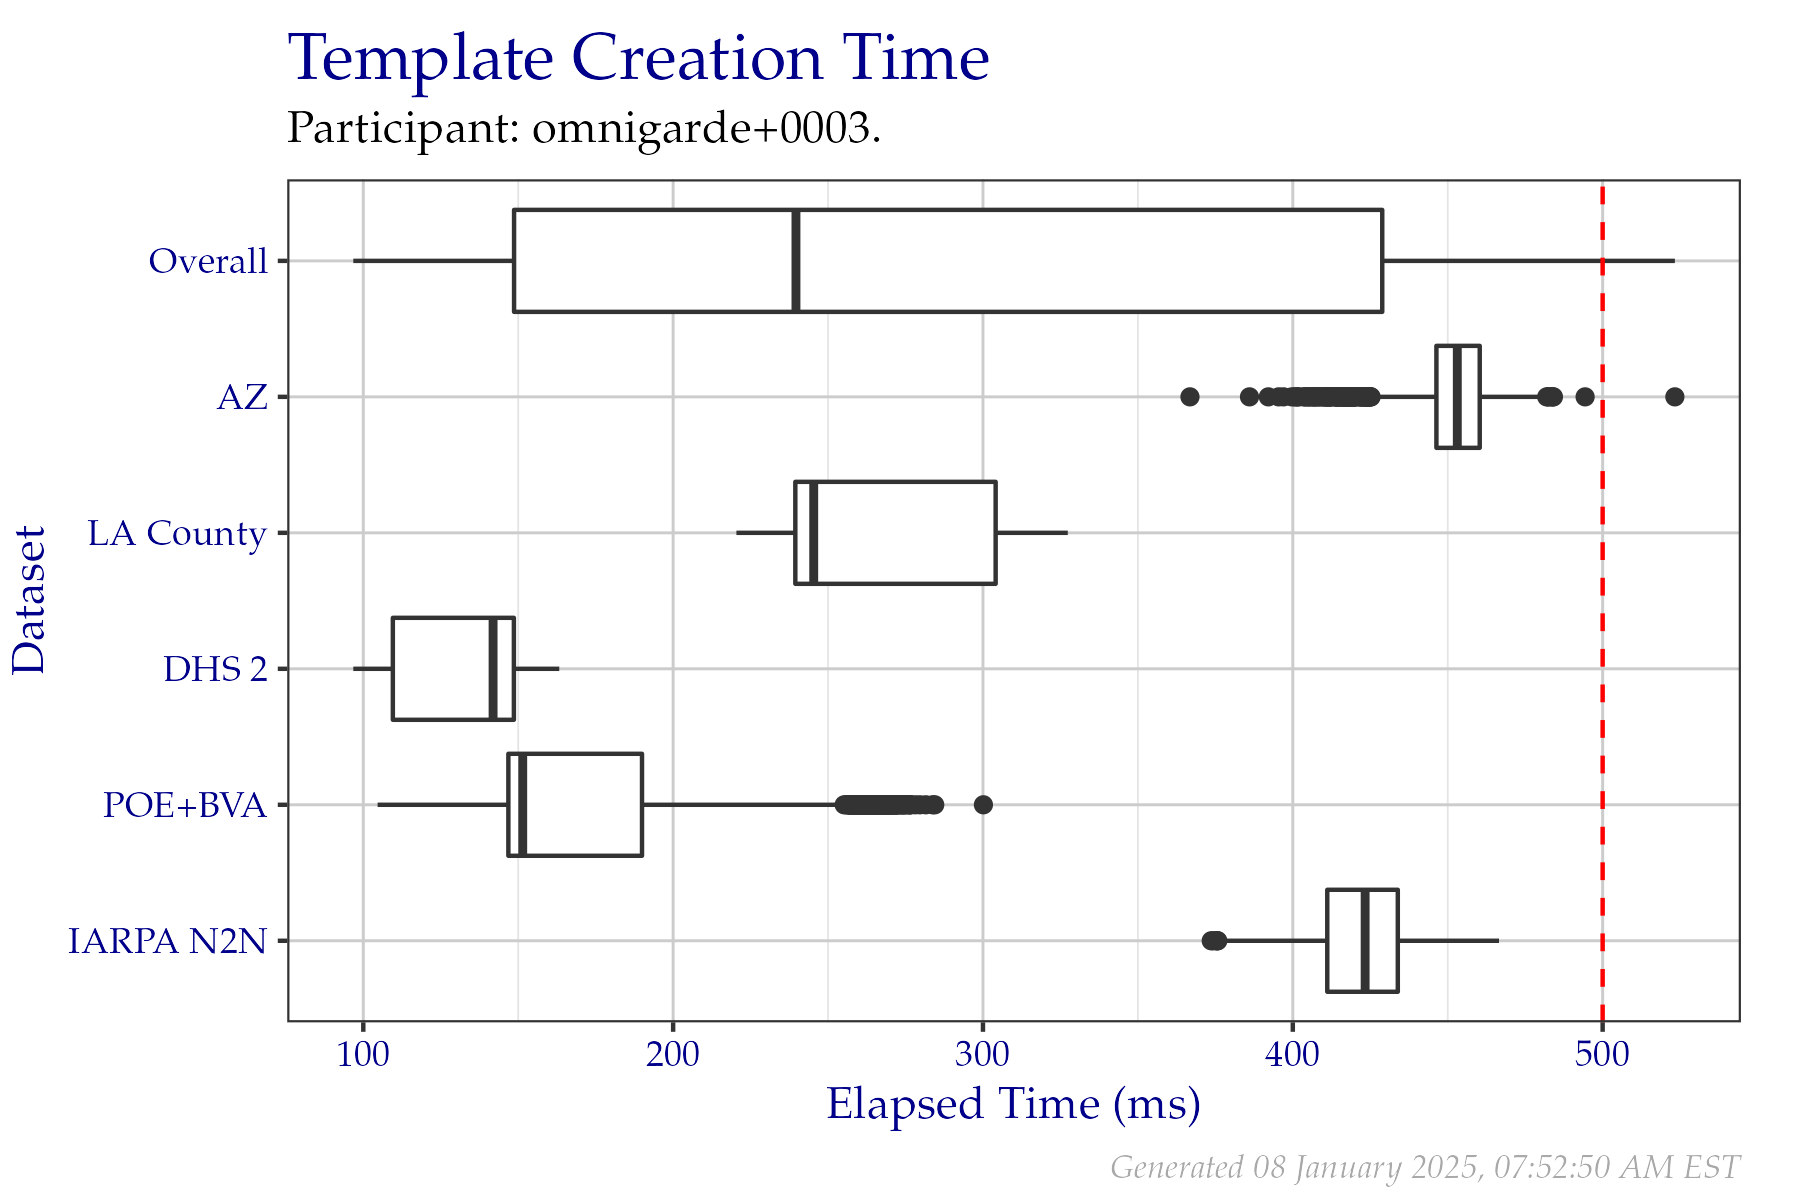 Template Creation Time
Participant: omnigarde+0003.
Dataset
Overall
AZ
LA County
DHS 2
POE+BVA
IARPA N2N
100 200 300 400 500
Elapsed Time (ms)
Generated 08 January 2025, 07:52:50 AM EST